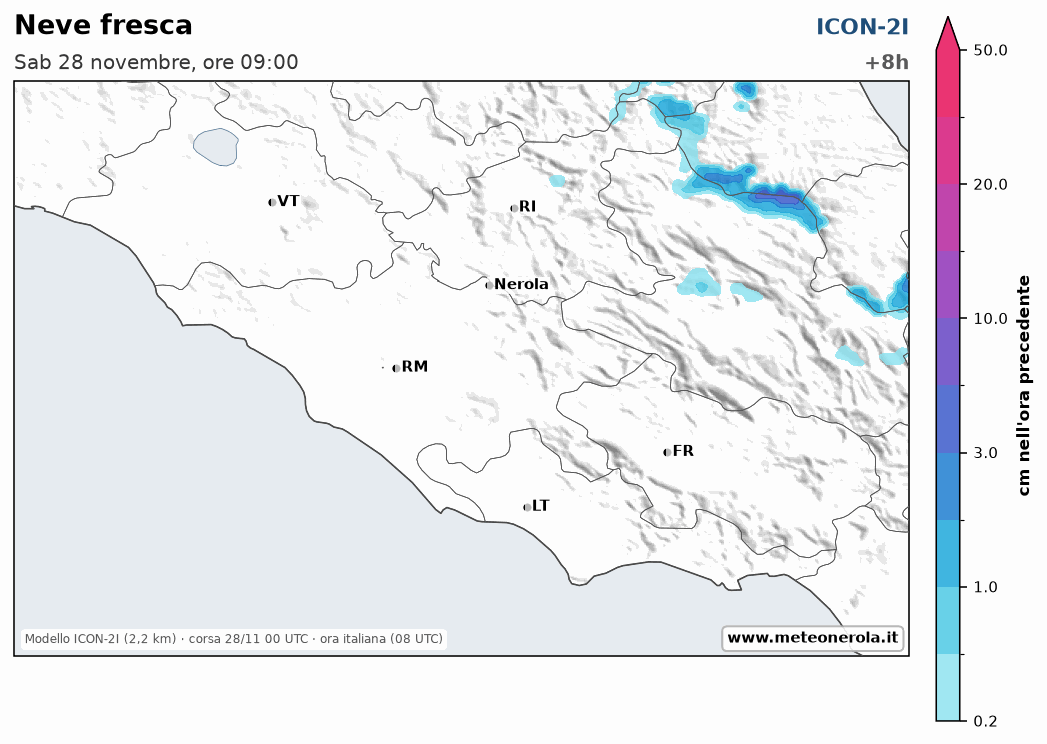 Neve fresca
ICON-2I
Sab 28 novembre, ore 09:00
+8h
50.0
20.0
10.0
3.0
1.0
0.2
cm nell'ora precedente
VT
RI
Nerola
RM
FR
LT
Modello ICON-2I (2,2 km) · corsa 28/11 00 UTC · ora italiana (08 UTC)
www.meteonerola.it